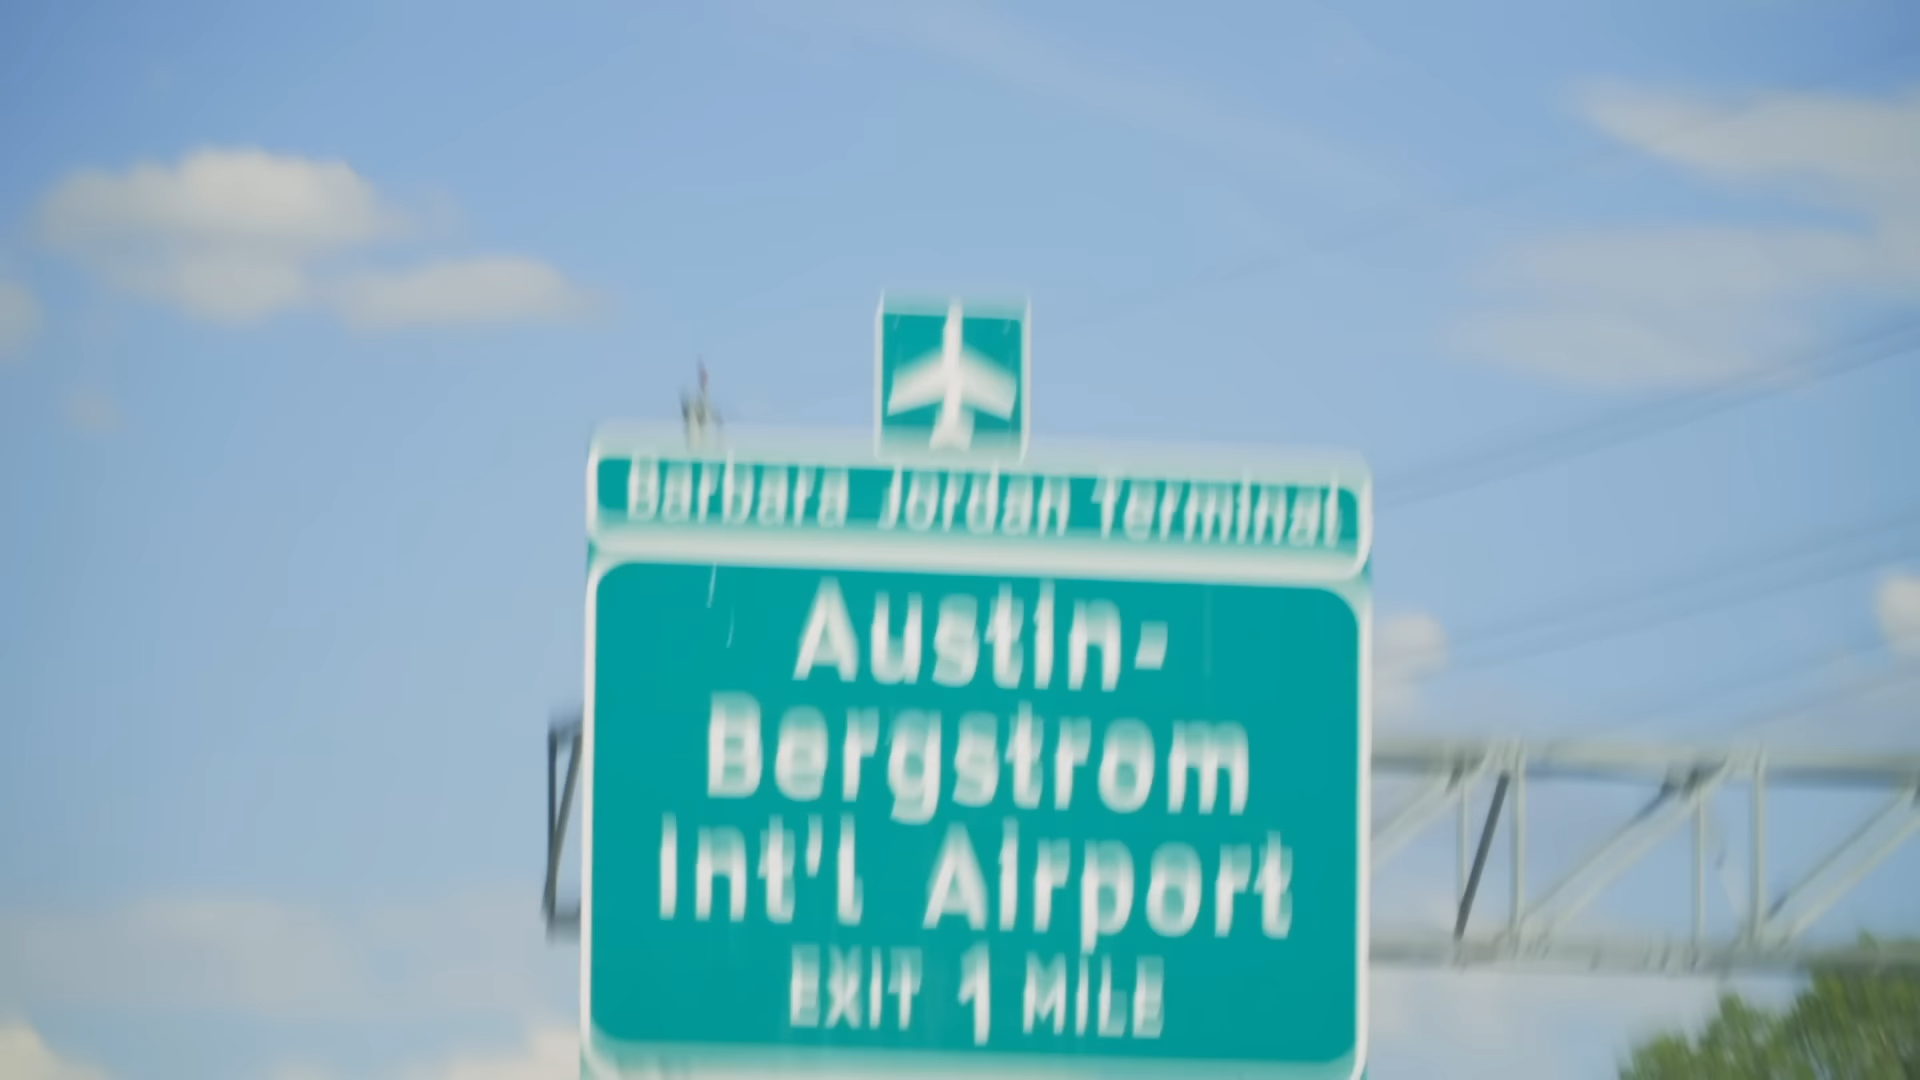 Barbara Jordan Terminal
Austin-
Bergstrom
Int'l Airport
EXIT 1 MILE